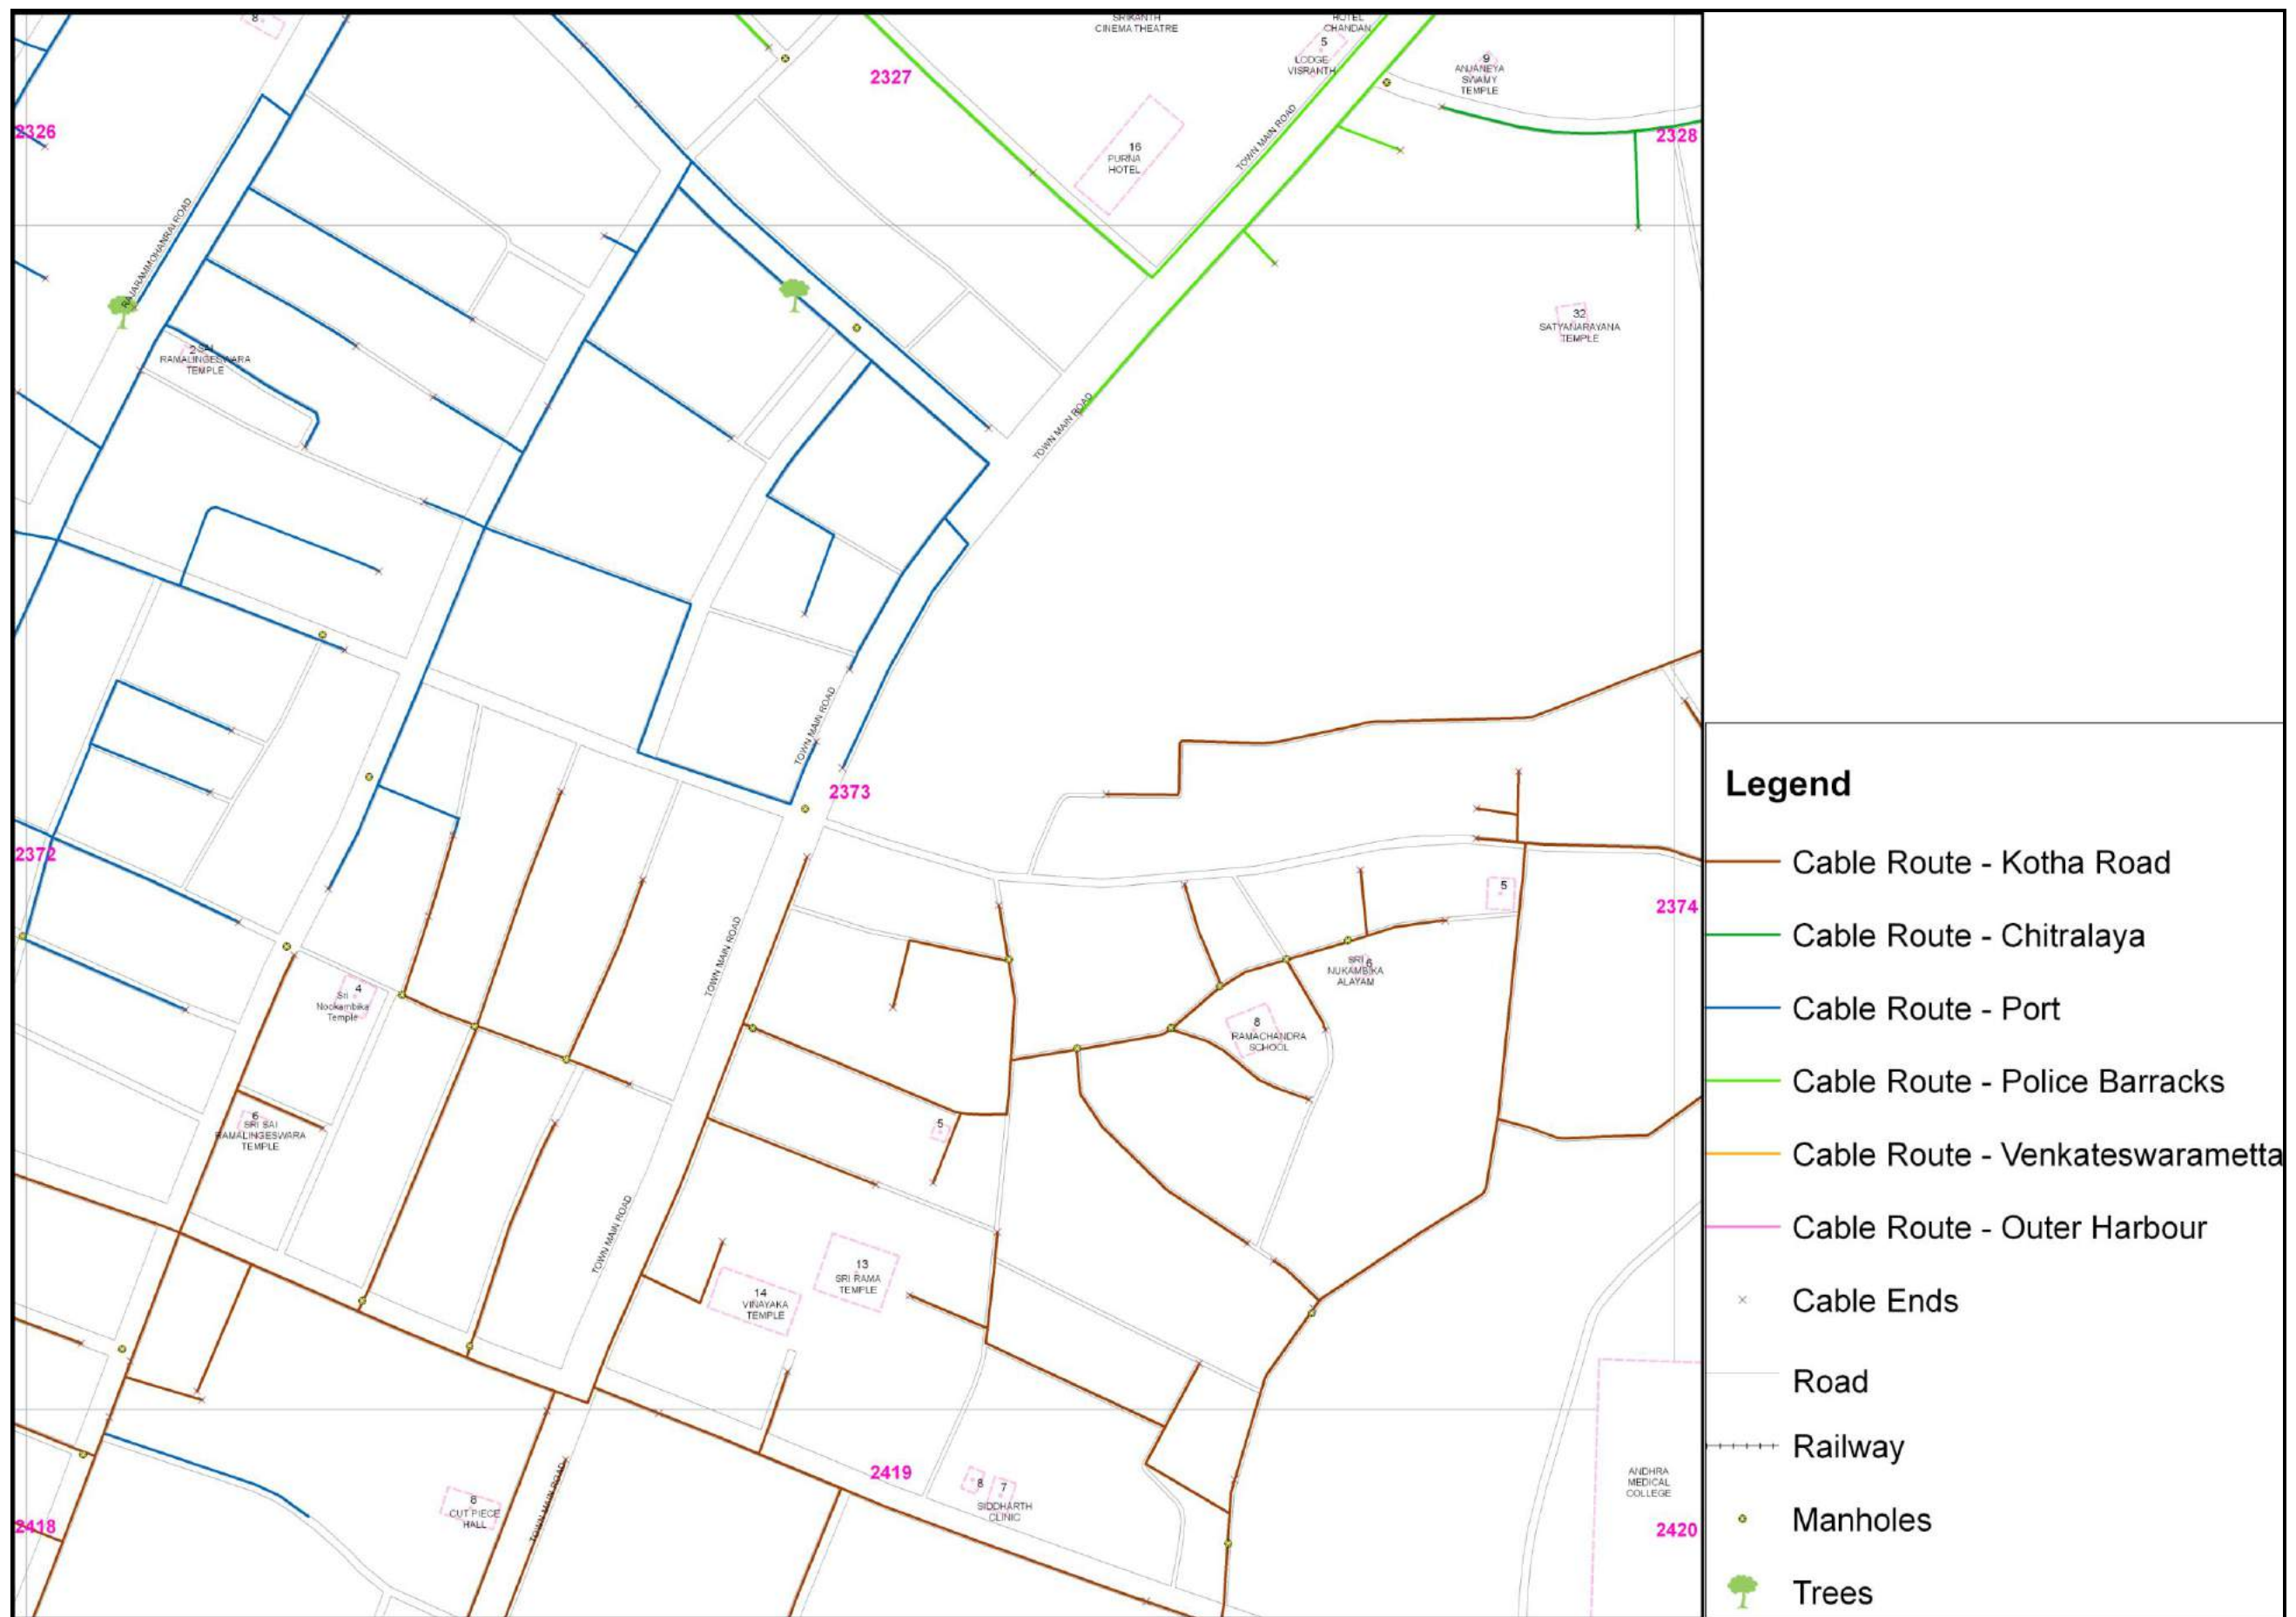 8
SRIKANTH
CINEMA THEATRE
HOTEL
CHANDAN
5
LODGE
VISRANTH
9
ANJANEYA
SWAMY
TEMPLE
2327
2326
2328
TOWN MAIN ROAD
16
PURNA
HOTEL
RAJARAMMOHANRAI ROAD
32
SATYANARAYANA
TEMPLE
2 SAI
RAMALINGESWARA
TEMPLE
TOWN MAIN ROAD
TOWN MAIN ROAD
2373
2372
5
2374
TOWN MAIN ROAD
SRI 6
NUKAMBIKA
ALAYAM
4
Sri
Nookambika
Temple
8
RAMACHANDRA
SCHOOL
6
SRI SAI
RAMALINGESWARA
TEMPLE
5
TOWN MAIN ROAD
13
SRI RAMA
TEMPLE
14
VINAYAKA
TEMPLE
2419
8
7
SIDDHARTH
CLINIC
6
CUT PIECE
HALL
TOWN MAIN ROAD
2418
ANDHRA
MEDICAL
COLLEGE
2420
Legend
Cable Route - Kotha Road
Cable Route - Chitralaya
Cable Route - Port
Cable Route - Police Barracks
Cable Route - Venkateswarametta
Cable Route - Outer Harbour
Cable Ends
Road
Railway
Manholes
Trees